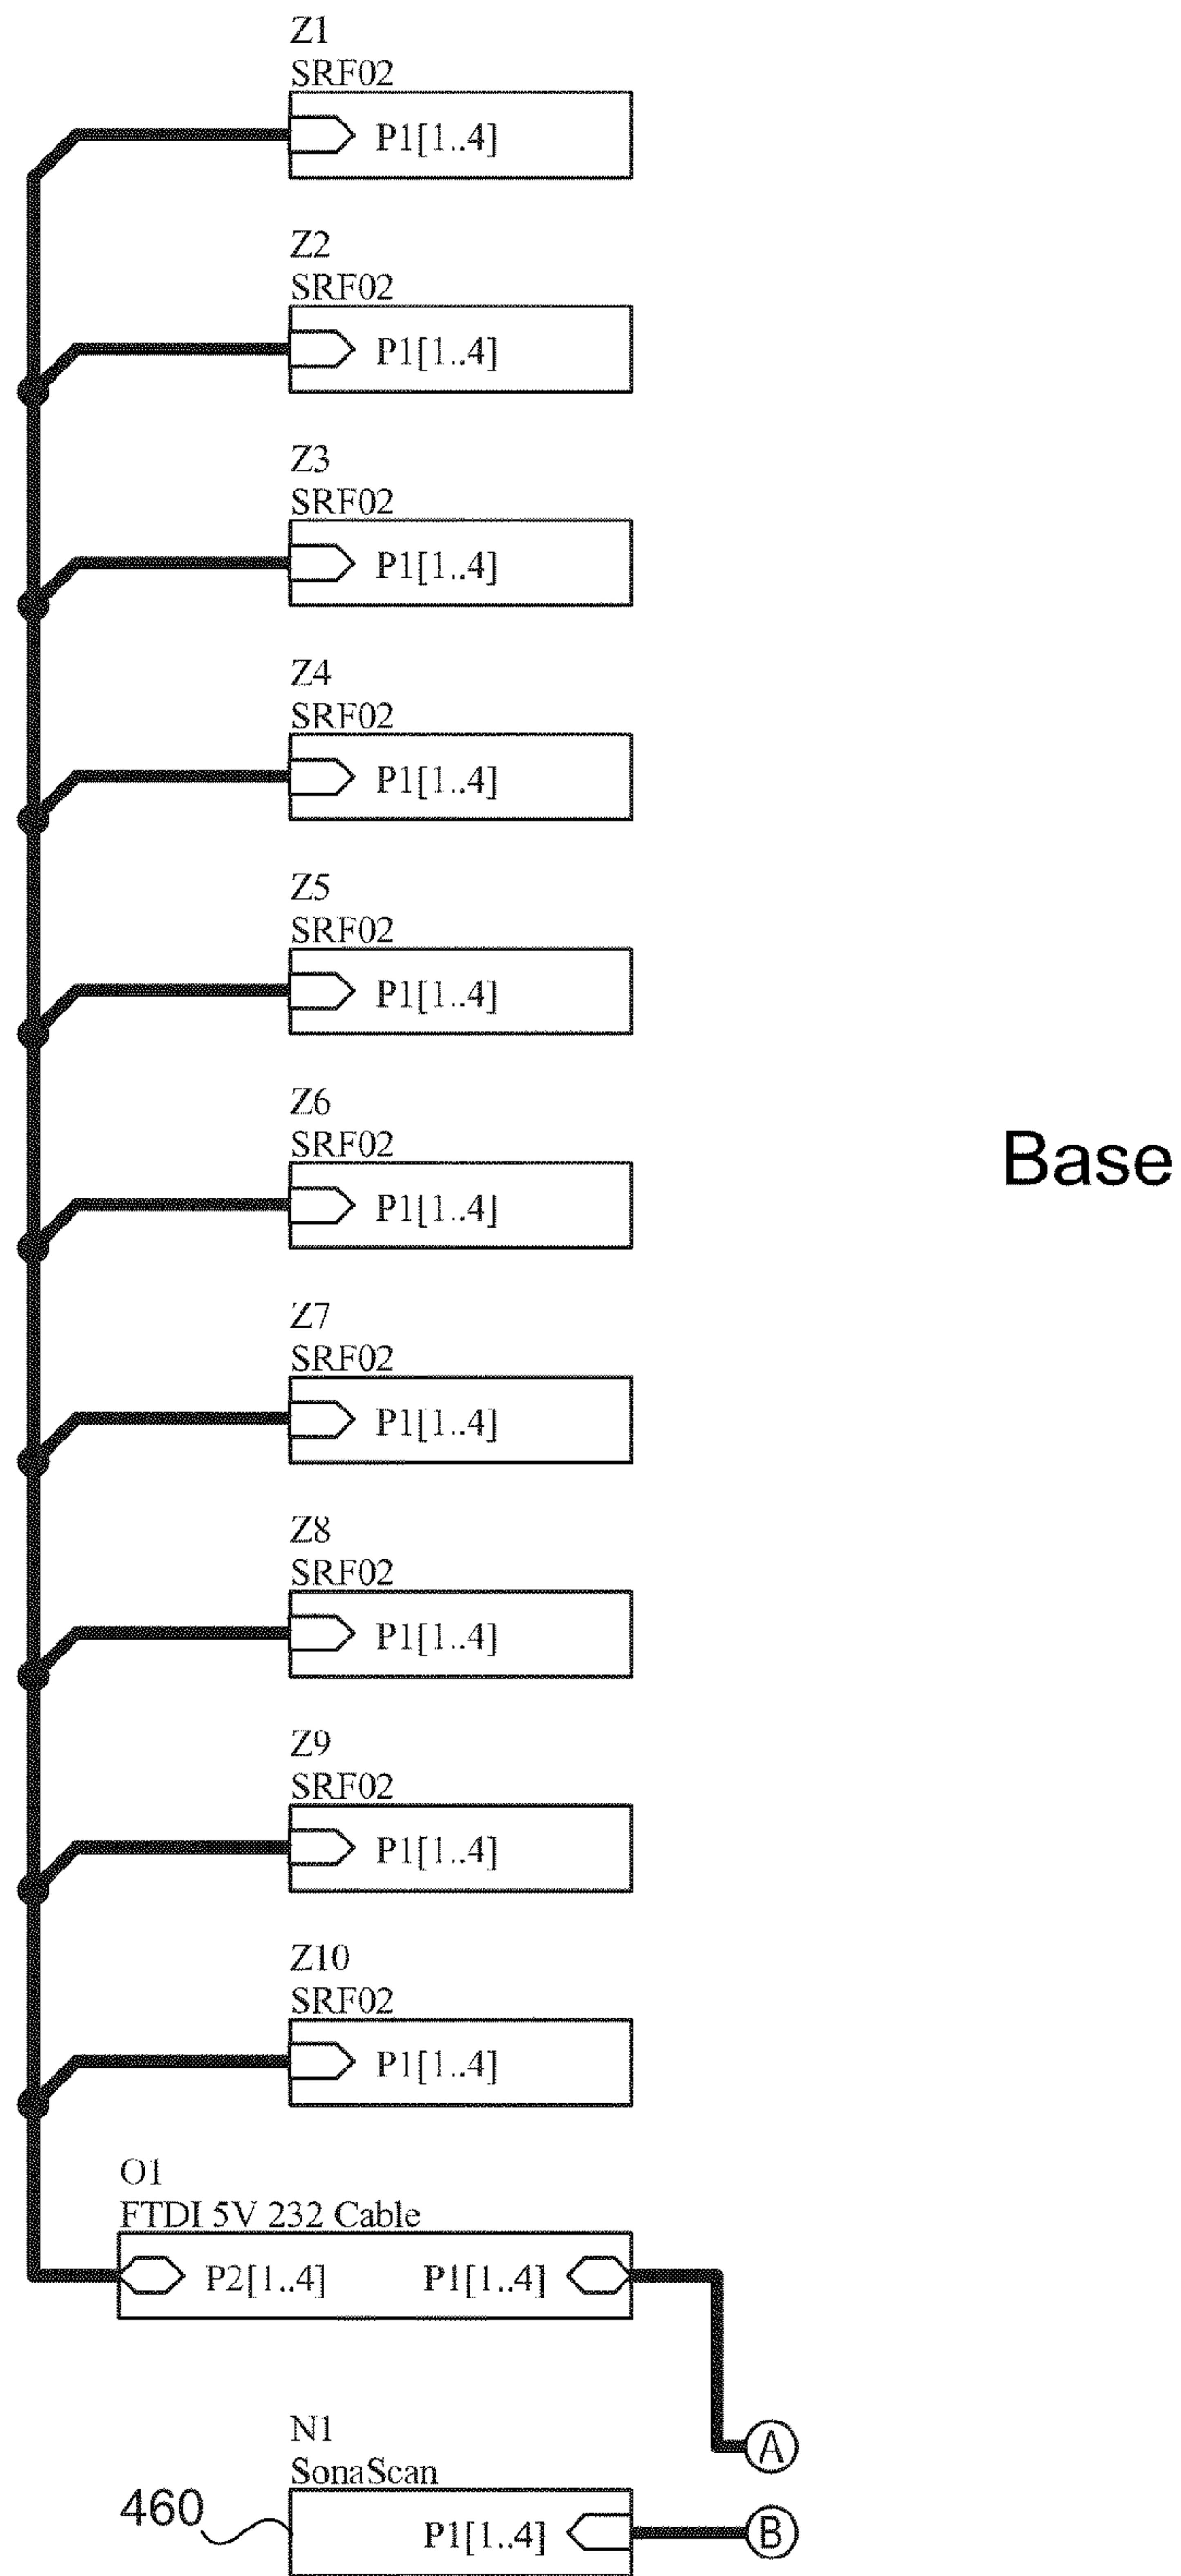 Z1
SRF02
P1[1..4]
Z2
SRF02
P1[1..4]
Z3
SRF02
P1[1..4]
Z4
SRF02
P1[1..4]
Z5
SRF02
P1[1..4]
Z6
SRF02
P1[1..4]
Base
Z7
SRF02
P1[1..4]
Z8
SRF02
P1[1..4]
Z9
SRF02
P1[1..4]
Z10
SRF02
P1[1..4]
O1
FTDI 5V 232 Cable
P2[1..4] P1[1..4]
A
N1
SonaScan
460
P1[1..4]
B